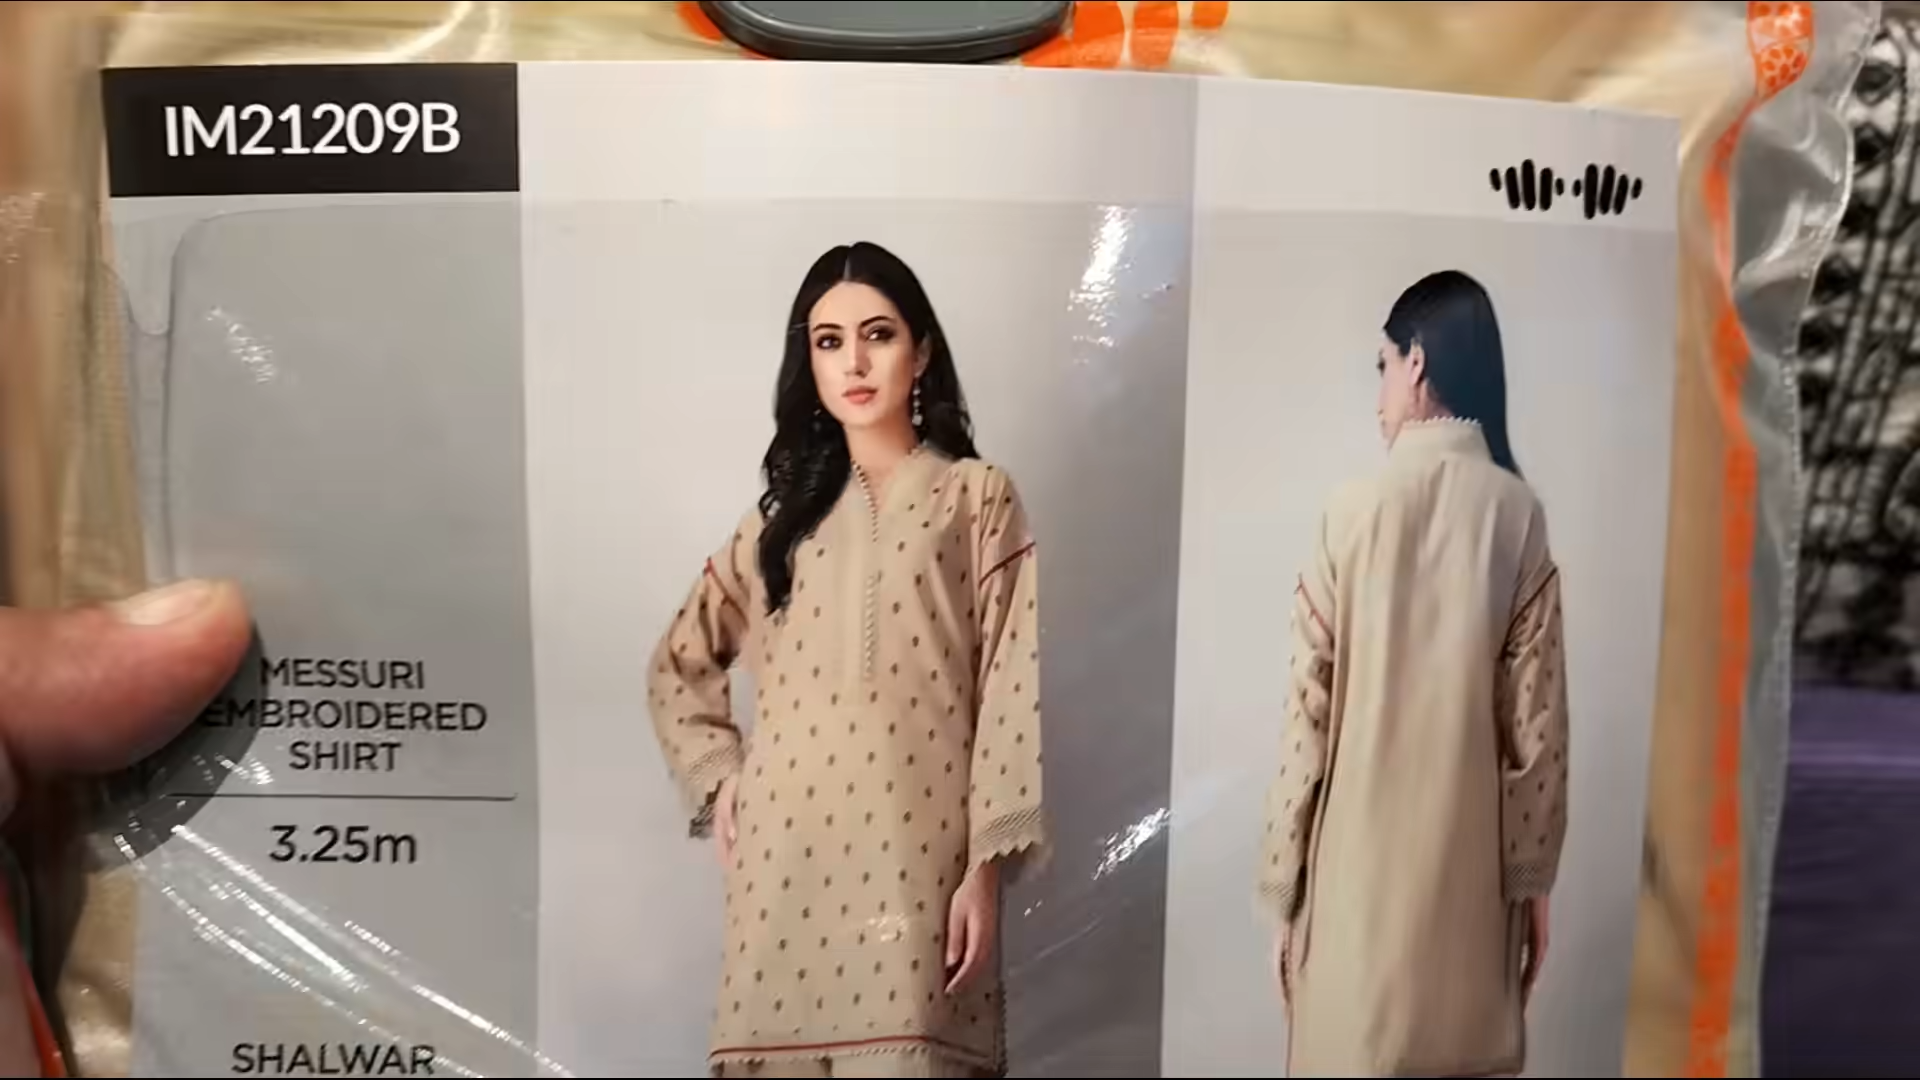 IM21209B
MESSURI
EMBROIDERED
SHIRT
3.25m
SHALWAR